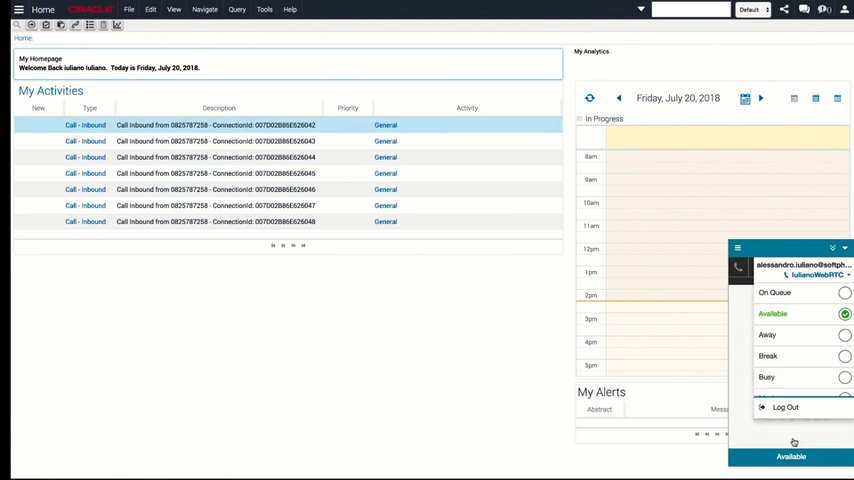 Home ORACLE File Edit View Navigate Query Tools Help Default
Home:
My Homepage
Welcome Back iuliano Iuliano. Today is Friday, July 20, 2018.
My Activities
New Type Description Priority Activity
Call - Inbound Call Inbound from 0825787258 - ConnectionId: 007D02B86E626042 General
Call - Inbound Call Inbound from 0825787258 - ConnectionId: 007D02B86E626043 General
Call - Inbound Call Inbound from 0825787258 - ConnectionId: 007D02B86E626044 General
Call - Inbound Call Inbound from 0825787258 - ConnectionId: 007D02B86E626045 General
Call - Inbound Call Inbound from 0825787258 - ConnectionId: 007D02B86E626046 General
Call - Inbound Call Inbound from 0825787258 - ConnectionId: 007D02B86E626047 General
Call - Inbound Call Inbound from 0825787258 - ConnectionId: 007D02B86E626048 General
My Analytics
Friday, July 20, 2018
In Progress
8am
9am
10am
11am
12pm
1pm
2pm
3pm
4pm
5pm
My Alerts
Abstract Mess
alessandro.iuliano@softph...
IulianoWebRTC
On Queue
Available
Away
Break
Busy
Log Out
Available